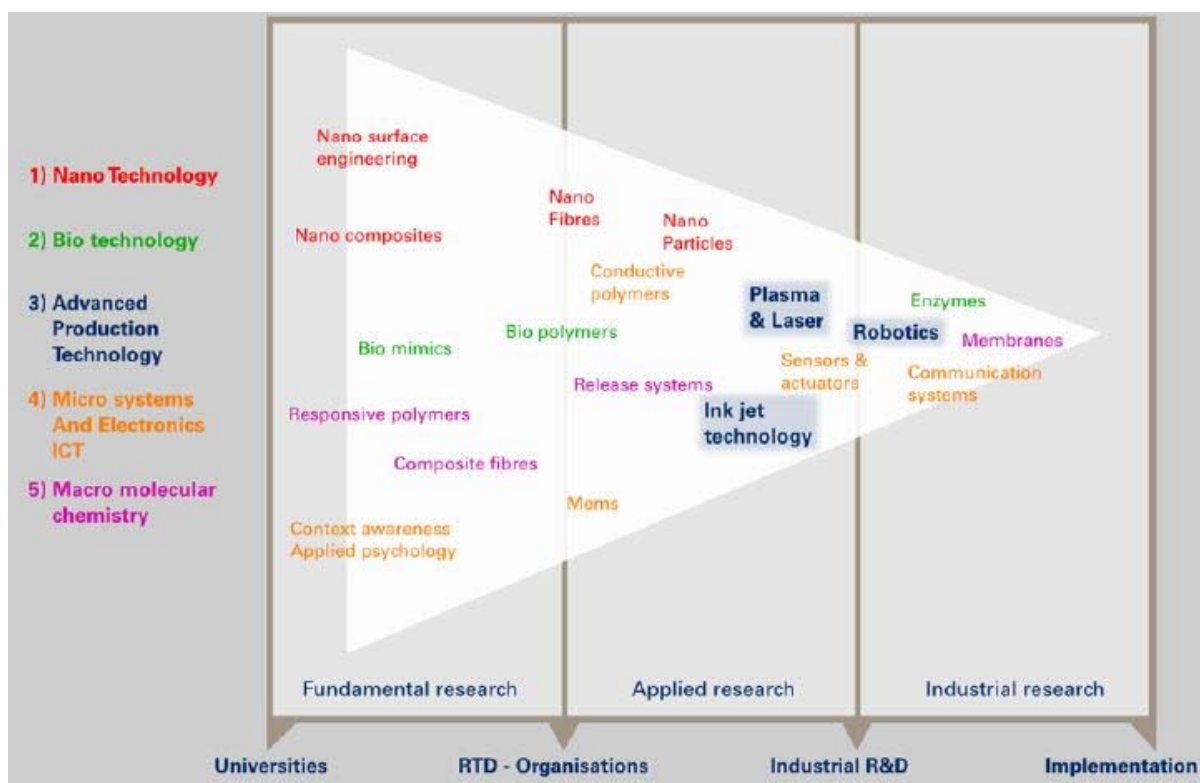 1) Nano Technology
2) Bio technology
3) Advanced
Production
Technology
4) Micro systems
And Electronics
ICT
5) Macro molecular
chemistry
Nano surface
engineering
Nano composites
Nano
Fibres
Nano
Particles
Conductive
polymers
Plasma
& Laser
Enzymes
Robotics
Membranes
Bio polymers
Bio mimics
Sensors &
actuators
Communication
systems
Release systems
Responsive polymers
Ink jet
technology
Composite fibres
Mems
Context awareness
Applied psychology
Fundamental research
Applied research
Industrial research
Universities
RTD - Organisations
Industrial R&D
Implementation